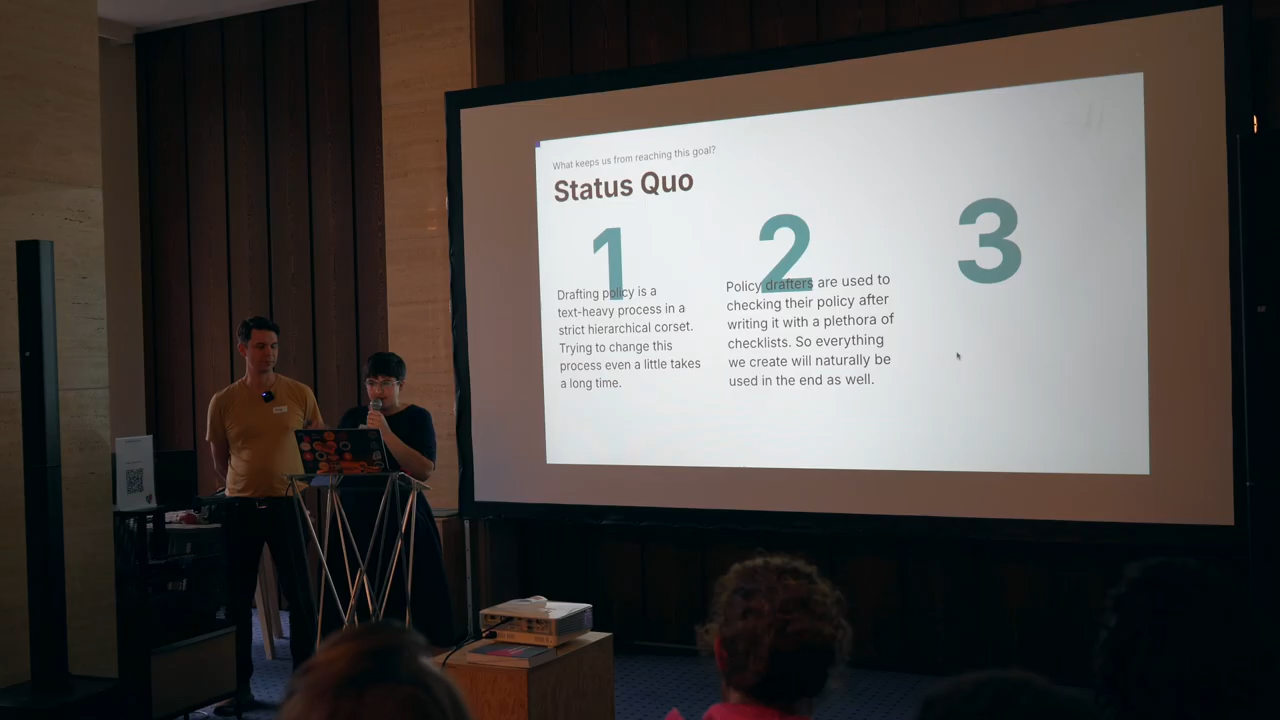 What keeps us from reaching this goal?
Status Quo
1
Drafting policy is a
text-heavy process in a
strict hierarchical corset.
Trying to change this
process even a little takes
a long time.
2
Policy drafters are used to
checking their policy after
writing it with a plethora of
checklists. So everything
we create will naturally be
used in the end as well.
3